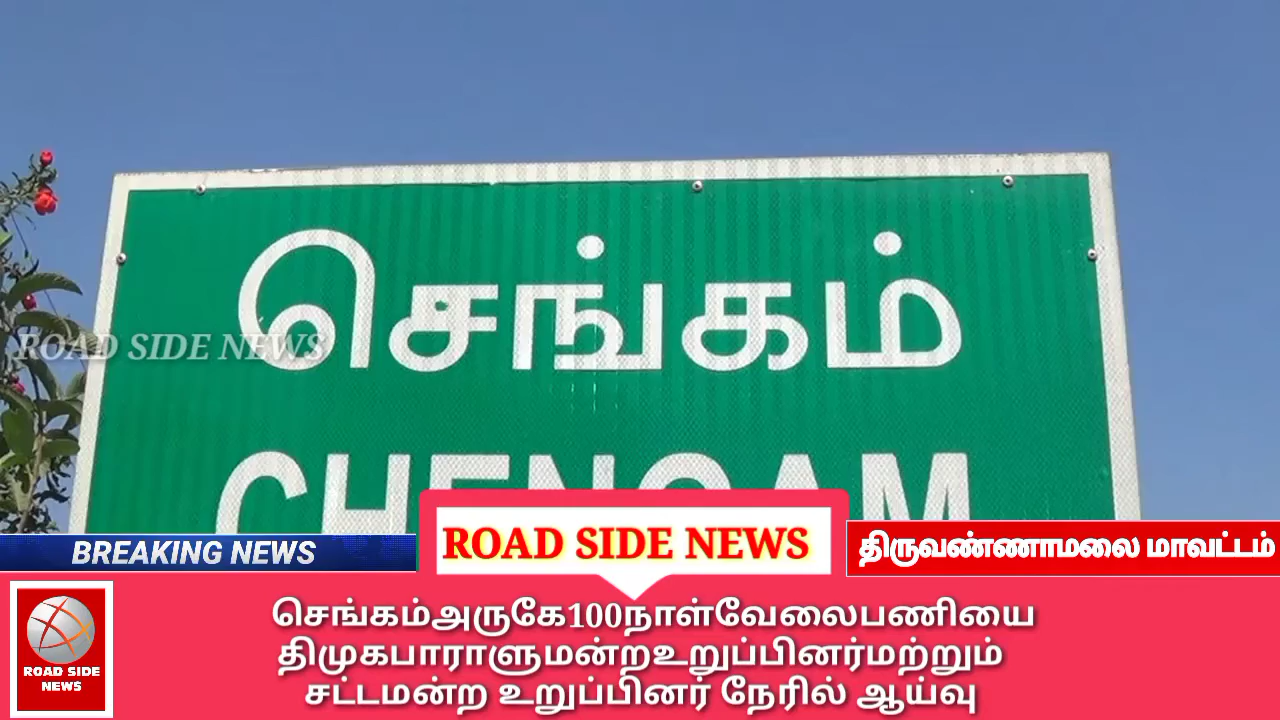 செங்கம்
CHENGAM
ROAD SIDE NEWS
BREAKING NEWS
ROAD SIDE NEWS
திருவண்ணாமலை மாவட்டம்
ROAD SIDE
NEWS
செங்கம்அருகே100நாள்வேலைபணியை
திமுகபாராளுமன்றஉறுப்பினர்மற்றும்
சட்டமன்ற உறுப்பினர் நேரில் ஆய்வு